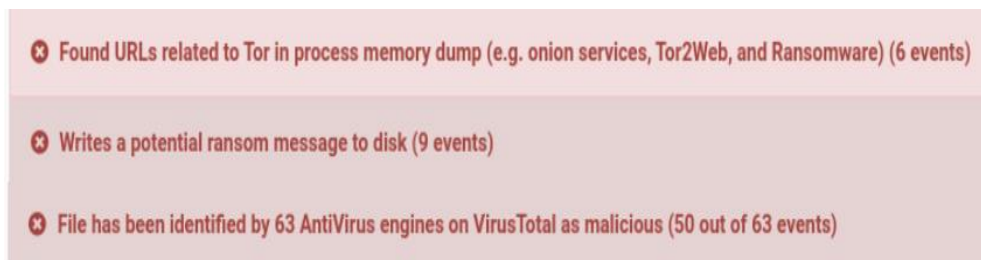 Found URLs related to Tor in process memory dump (e.g. onion services, Tor2Web, and Ransomware) (6 events)
Writes a potential ransom message to disk (9 events)
File has been identified by 63 AntiVirus engines on VirusTotal as malicious (50 out of 63 events)